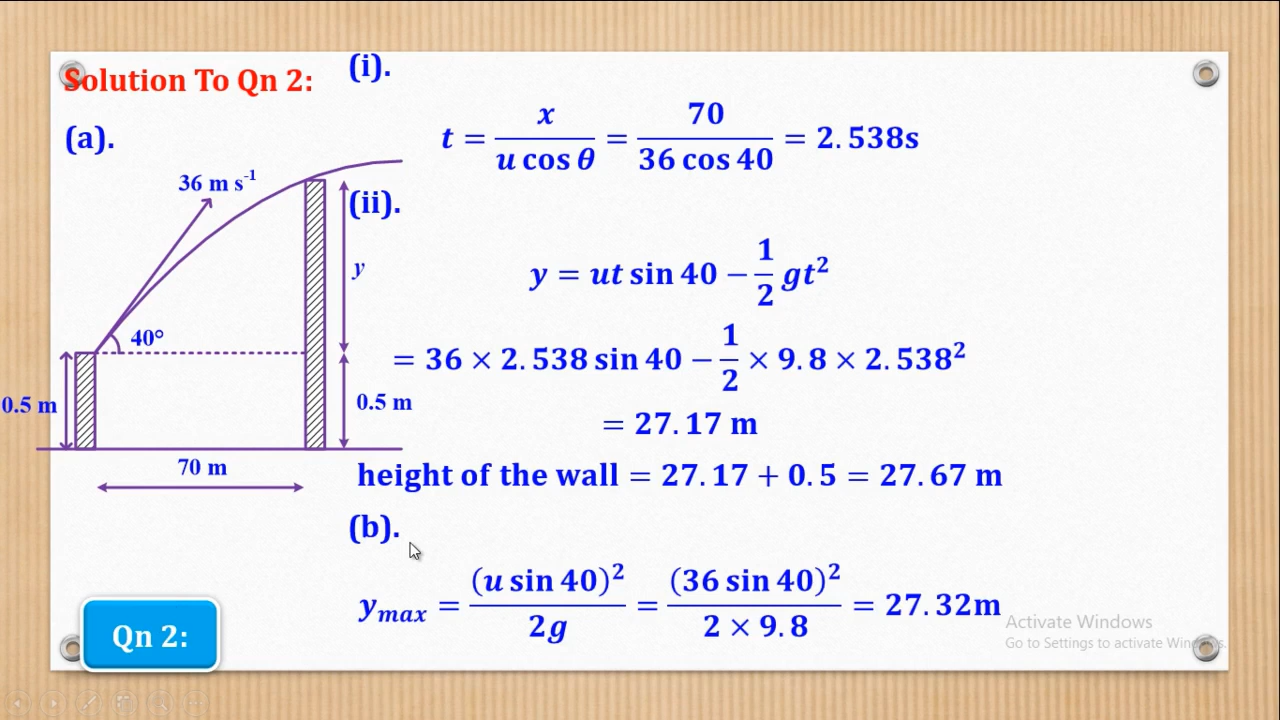 Solution To Qn 2:
(i).
t = x / (u cos θ) = 70 / (36 cos 40) = 2.538s
(a).
36 m s⁻¹
(ii).
y = ut sin 40 − 1/2 gt²
y
40°
= 36 × 2.538 sin 40 − 1/2 × 9.8 × 2.538²
0.5 m
0.5 m
= 27.17 m
70 m
height of the wall = 27.17 + 0.5 = 27.67 m
(b).
y_max = (u sin 40)² / 2g = (36 sin 40)² / (2 × 9.8) = 27.32m
Qn 2:
Activate Windows
Go to Settings to activate Windows.